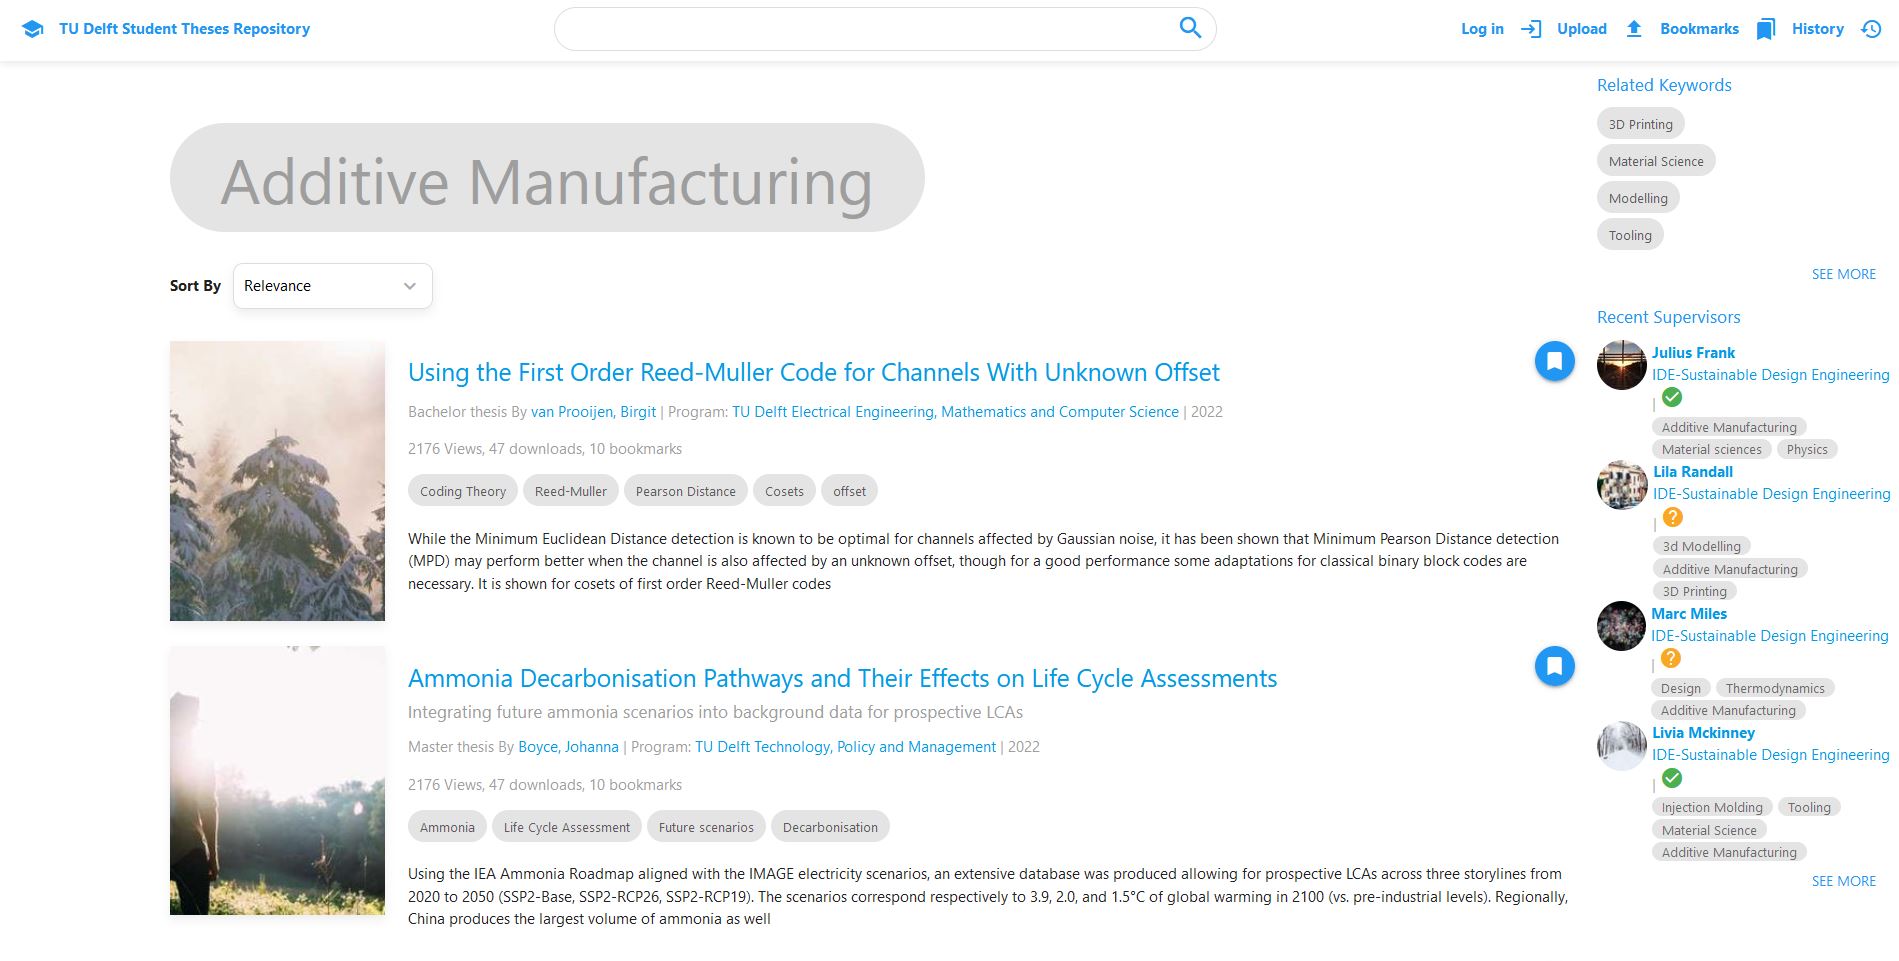 TU Delft Student Theses Repository
Log in
Upload
Bookmarks
History
Additive Manufacturing
Sort By
Relevance
Using the First Order Reed-Muller Code for Channels With Unknown Offset
Bachelor thesis By van Prooijen, Birgit | Program: TU Delft Electrical Engineering, Mathematics and Computer Science | 2022
2176 Views, 47 downloads, 10 bookmarks
Coding Theory
Reed-Muller
Pearson Distance
Cosets
offset
While the Minimum Euclidean Distance detection is known to be optimal for channels affected by Gaussian noise, it has been shown that Minimum Pearson Distance detection
(MPD) may perform better when the channel is also affected by an unknown offset, though for a good performance some adaptations for classical binary block codes are
necessary. It is shown for cosets of first order Reed-Muller codes
Ammonia Decarbonisation Pathways and Their Effects on Life Cycle Assessments
Integrating future ammonia scenarios into background data for prospective LCAs
Master thesis By Boyce, Johanna | Program: TU Delft Technology, Policy and Management | 2022
2176 Views, 47 downloads, 10 bookmarks
Ammonia
Life Cycle Assessment
Future scenarios
Decarbonisation
Using the IEA Ammonia Roadmap aligned with the IMAGE electricity scenarios, an extensive database was produced allowing for prospective LCAs across three storylines from
2020 to 2050 (SSP2-Base, SSP2-RCP26, SSP2-RCP19). The scenarios correspond respectively to 3.9, 2.0, and 1.5°C of global warming in 2100 (vs. pre-industrial levels). Regionally,
China produces the largest volume of ammonia as well
Related Keywords
3D Printing
Material Science
Modelling
Tooling
SEE MORE
Recent Supervisors
Julius Frank
IDE-Sustainable Design Engineering
|
Additive Manufacturing
Material sciences
Physics
Lila Randall
IDE-Sustainable Design Engineering
| ?
3d Modelling
Additive Manufacturing
3D Printing
Marc Miles
IDE-Sustainable Design Engineering
| ?
Design
Thermodynamics
Additive Manufacturing
Livia Mckinney
IDE-Sustainable Design Engineering
|
Injection Molding
Tooling
Material Science
Additive Manufacturing
SEE MORE